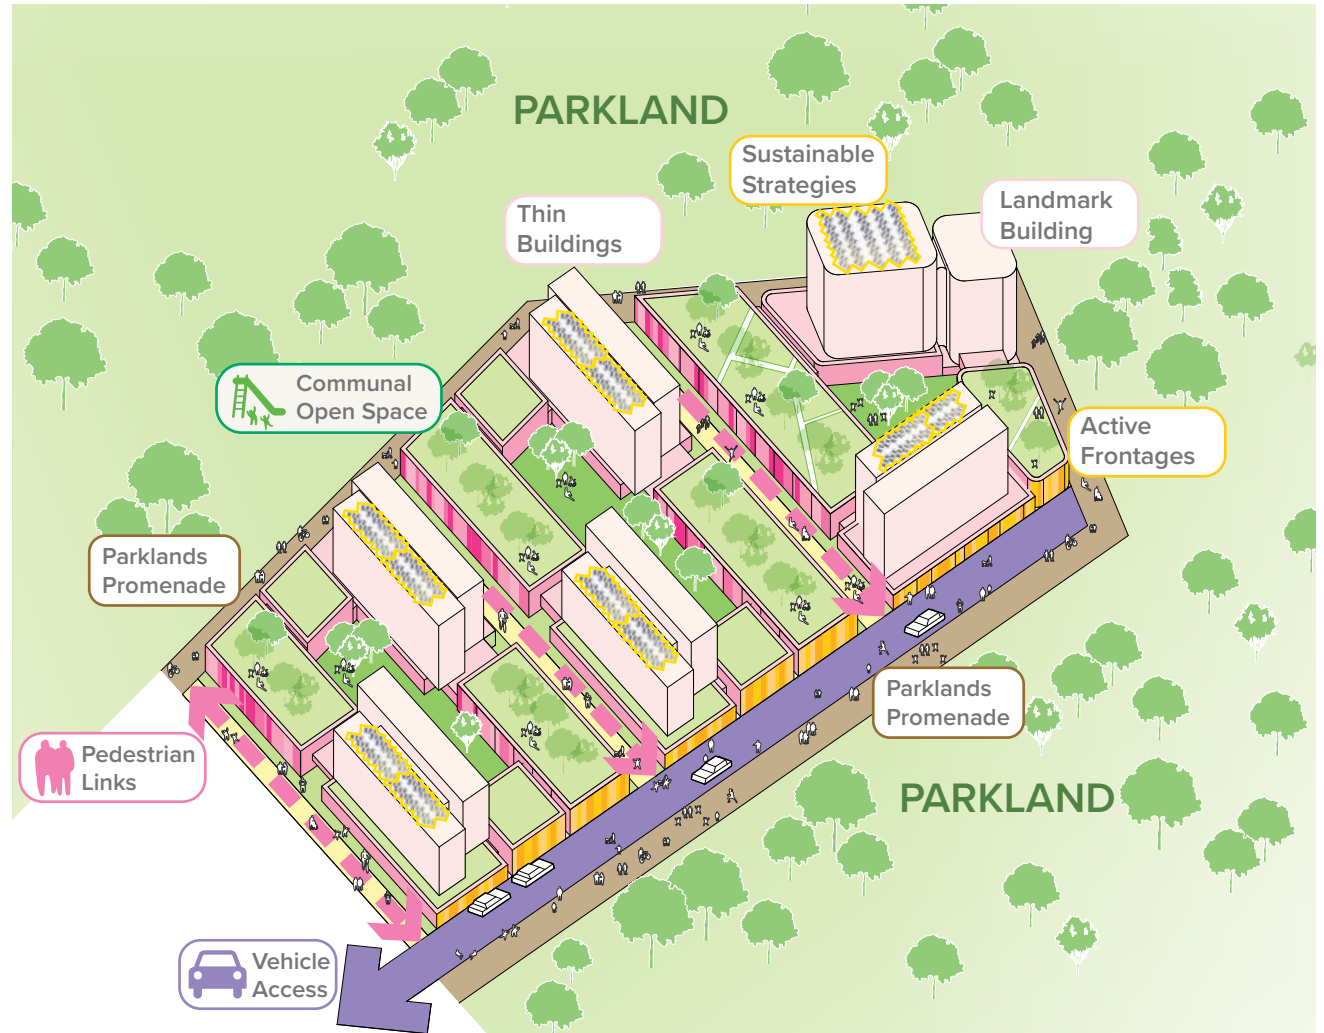 PARKLAND
Sustainable
Strategies
Landmark
Building
Thin
Buildings
Communal
Open Space
Active
Frontages
Parklands
Promenade
Parklands
Promenade
Pedestrian
Links
PARKLAND
Vehicle
Access